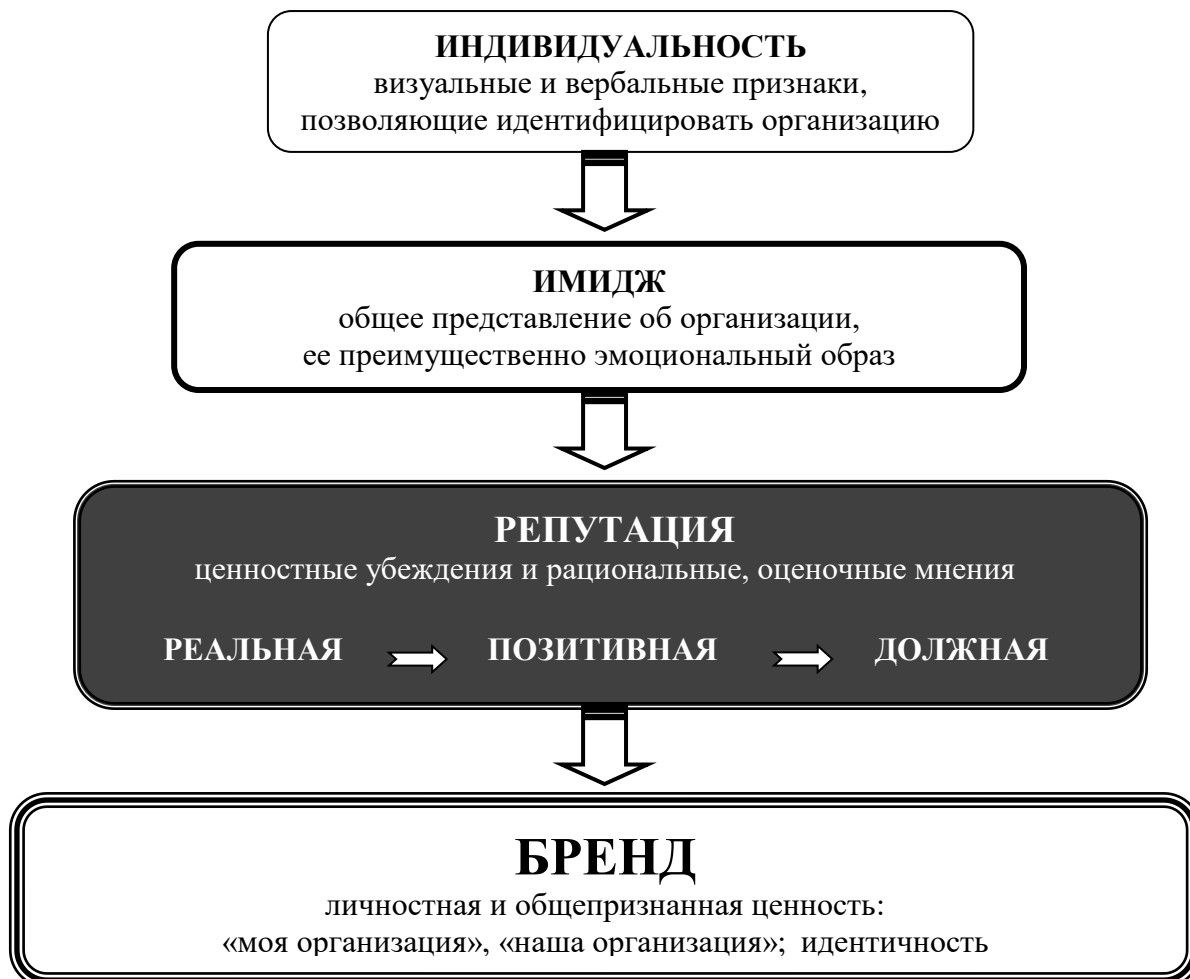 ИНДИВИДУАЛЬНОСТЬ
визуальные и вербальные признаки,
позволяющие идентифицировать организацию
ИМИДЖ
общее представление об организации,
ее преимущественно эмоциональный образ
РЕПУТАЦИЯ
ценностные убеждения и рациональные, оценочные мнения
РЕАЛЬНАЯ ПОЗИТИВНАЯ ДОЛЖНАЯ
БРЕНД
личностная и общепризнанная ценность:
«моя организация», «наша организация»; идентичность